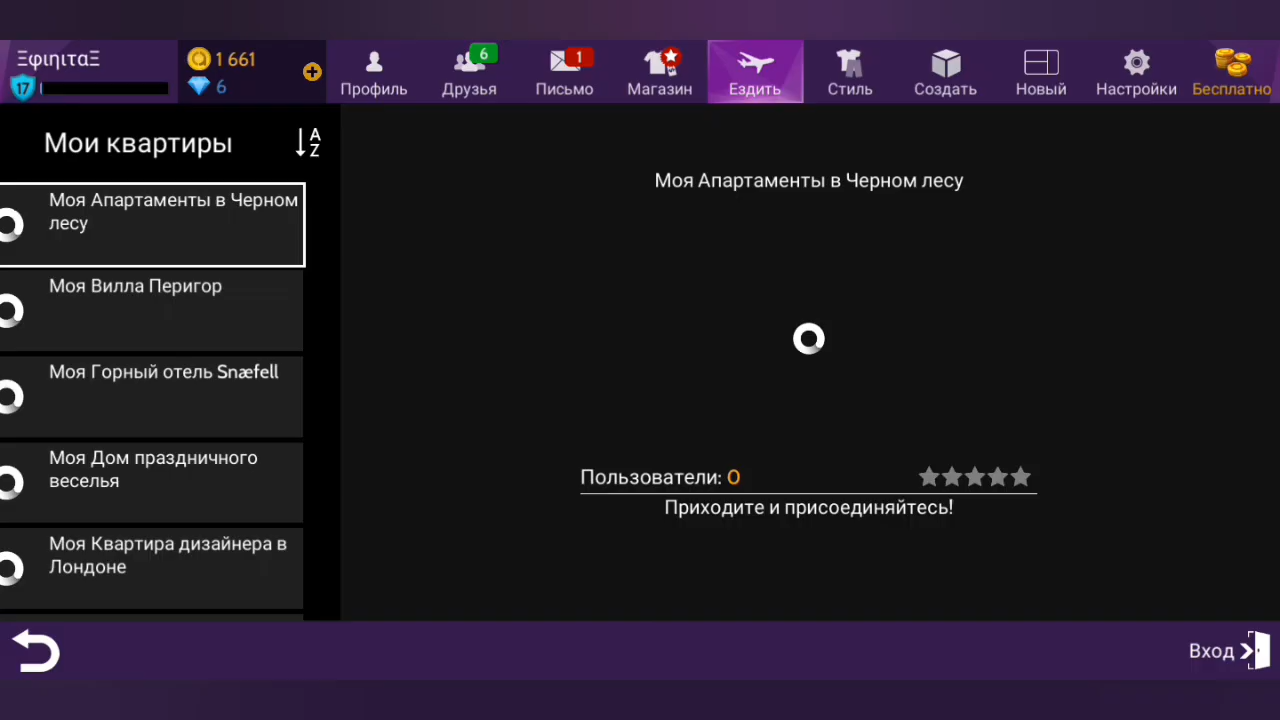 ΞφιηιταΞ
17
1 661
6
Профиль
6
Друзья
1
Письмо
Магазин
Ездить
Стиль
Создать
Новый
Настройки
Бесплатно
Мои квартиры
A
Z
Моя Апартаменты в Черном
лесу
Моя Вилла Перигор
Моя Горный отель Snæfell
Моя Дом праздничного
веселья
Моя Квартира дизайнера в
Лондоне
Моя Апартаменты в Черном лесу
Пользователи: 0
Приходите и присоединяйтесь!
Вход